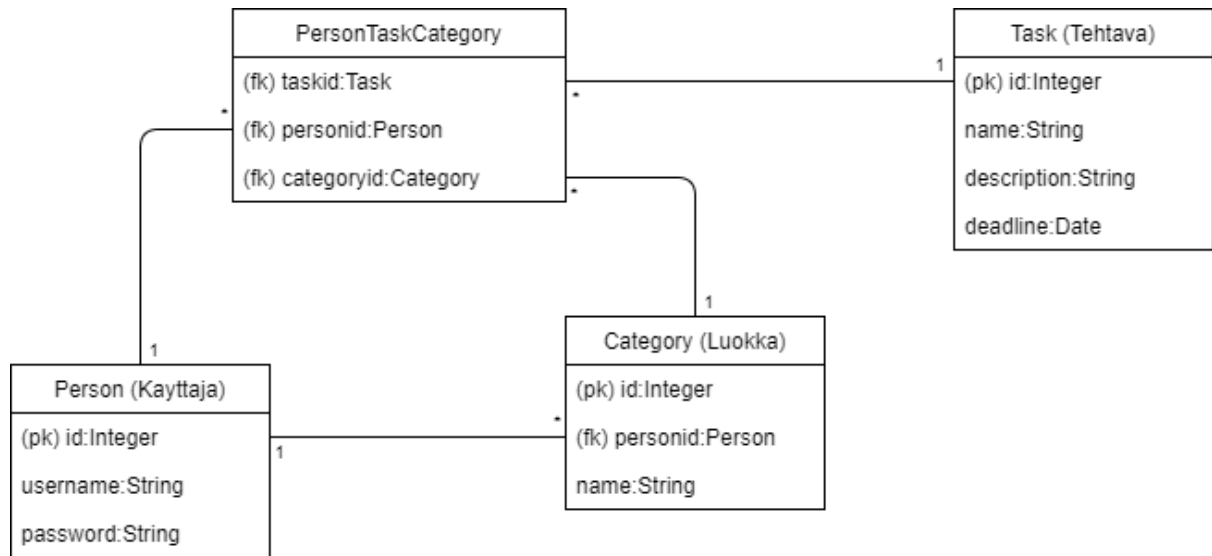 PersonTaskCategory
(fk) taskid:Task
(fk) personid:Person
(fk) categoryid:Category
*
*
*
1
Task (Tehtava)
(pk) id:Integer
name:String
description:String
deadline:Date
1
1
Category (Luokka)
(pk) id:Integer
(fk) personid:Person
name:String
*
1
Person (Kayttaja)
(pk) id:Integer
username:String
password:String